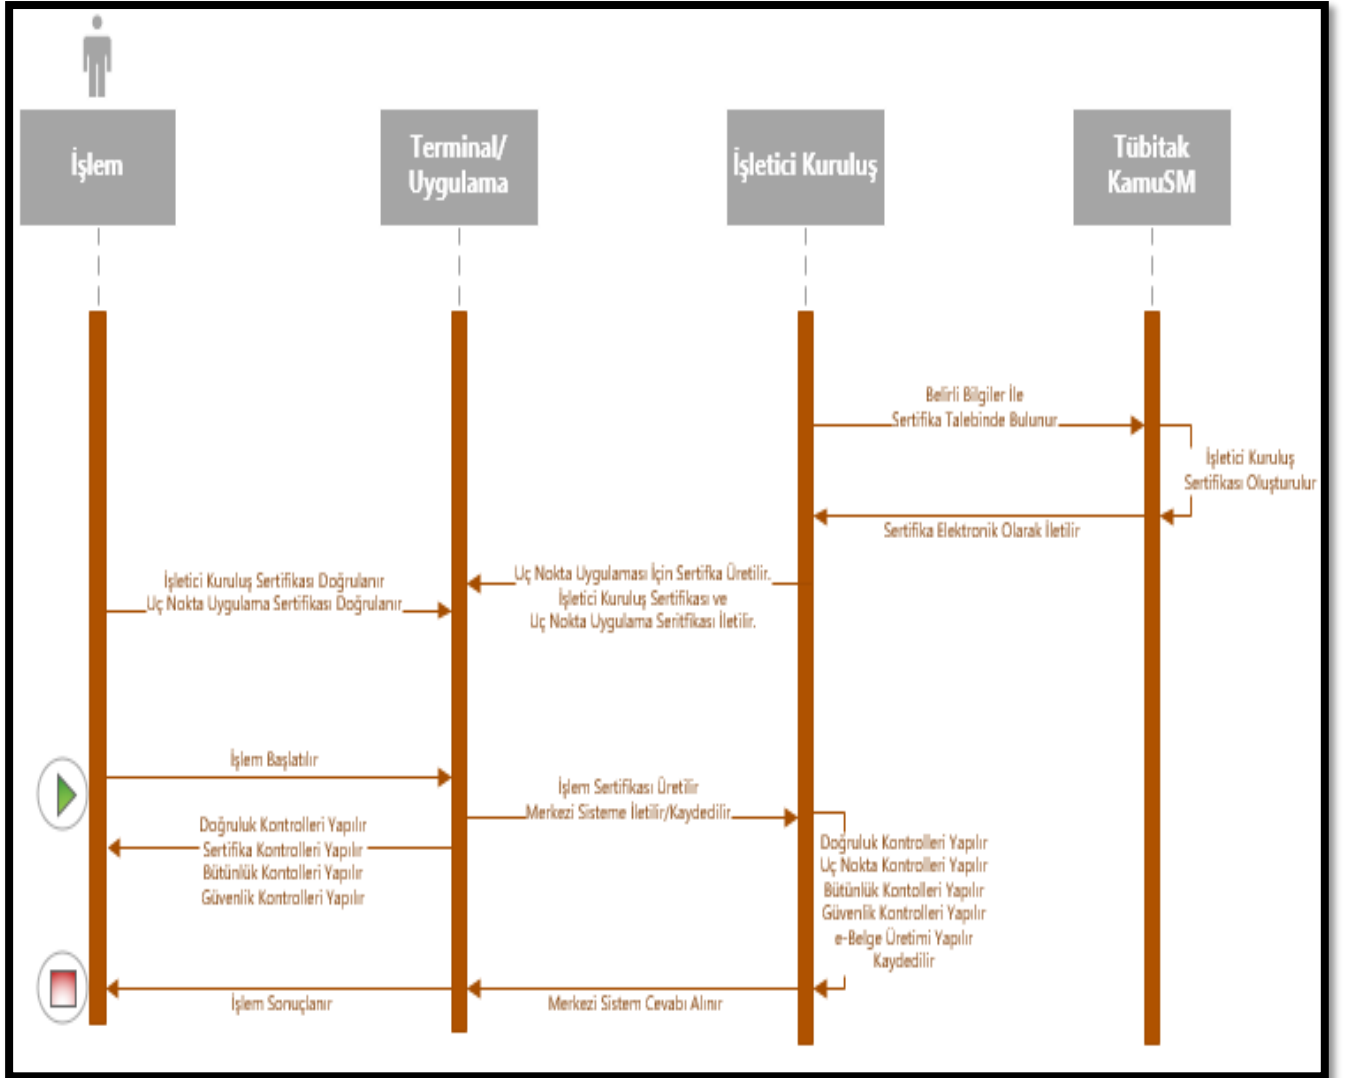 İşlem
Terminal/
Uygulama
İşletici Kuruluş
Tübitak
KamuSM
Belirli Bilgiler İle
Sertifika Talebinde Bulunur
İşletici Kuruluş
Sertifikası Oluşturulur
Sertifika Elektronik Olarak İletilir
Uç Nokta Uygulaması İçin Sertifka Üretilir.
İşletici Kuruluş Sertifikası ve
Uç Nokta Uygulama Seritfikası İletilir.
İşletici Kuruluş Sertifikası Doğrulanır
Uç Nokta Uygulama Sertifikası Doğrulanır
İşlem Başlatılır
İşlem Sertifikası Üretilir
Merkezi Sisteme İletilir/Kaydedilir
Doğruluk Kontrolleri Yapılır
Sertifika Kontrolleri Yapılır
Bütünlük Kontolleri Yapılır
Güvenlik Kontrolleri Yapılır
Doğruluk Kontrolleri Yapılır
Uç Nokta Kontrolleri Yapılır
Bütünlük Kontolleri Yapılır
Güvenlik Kontrolleri Yapılır
e-Belge Üretimi Yapılır
Kaydedilir
Merkezi Sistem Cevabı Alınır
İşlem Sonuçlanır